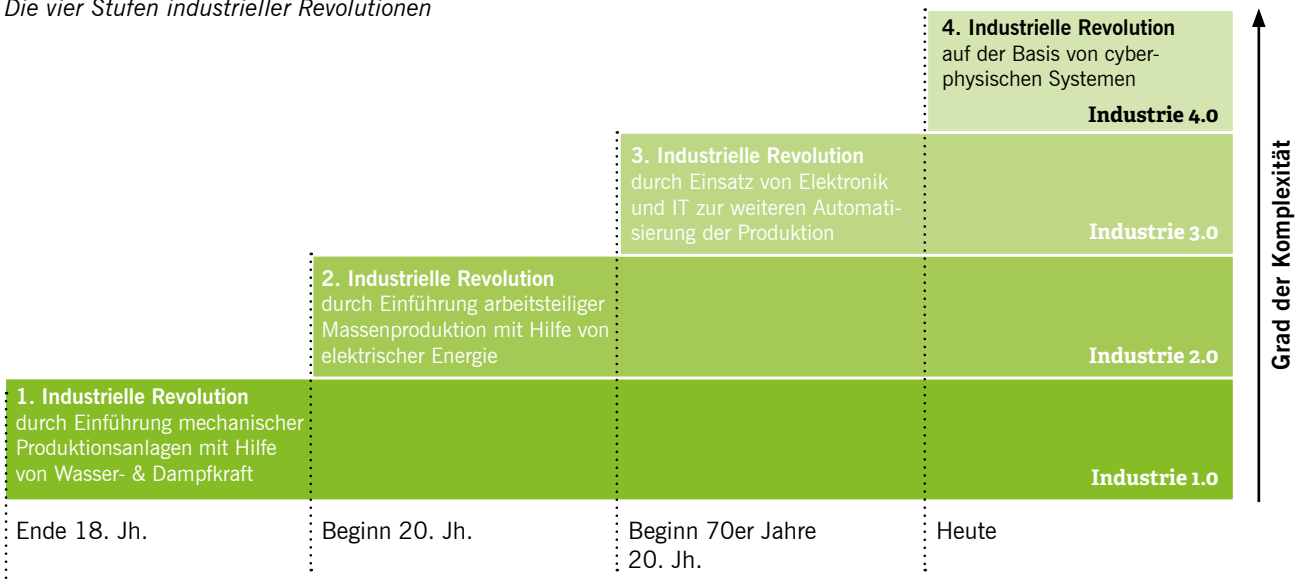 Die vier Stufen industrieller Revolutionen
4. Industrielle Revolution
auf der Basis von cyber-
physischen Systemen
Industrie 4.0
3. Industrielle Revolution
durch Einsatz von Elektronik
und IT zur weiteren Automati-
sierung der Produktion
Industrie 3.0
2. Industrielle Revolution
durch Einführung arbeitsteiliger
Massenproduktion mit Hilfe von
elektrischer Energie
Industrie 2.0
1. Industrielle Revolution
durch Einführung mechanischer
Produktionsanlagen mit Hilfe
von Wasser- & Dampfkraft
Industrie 1.0
Grad der Komplexität
Ende 18. Jh.
Beginn 20. Jh.
Beginn 70er Jahre
20. Jh.
Heute